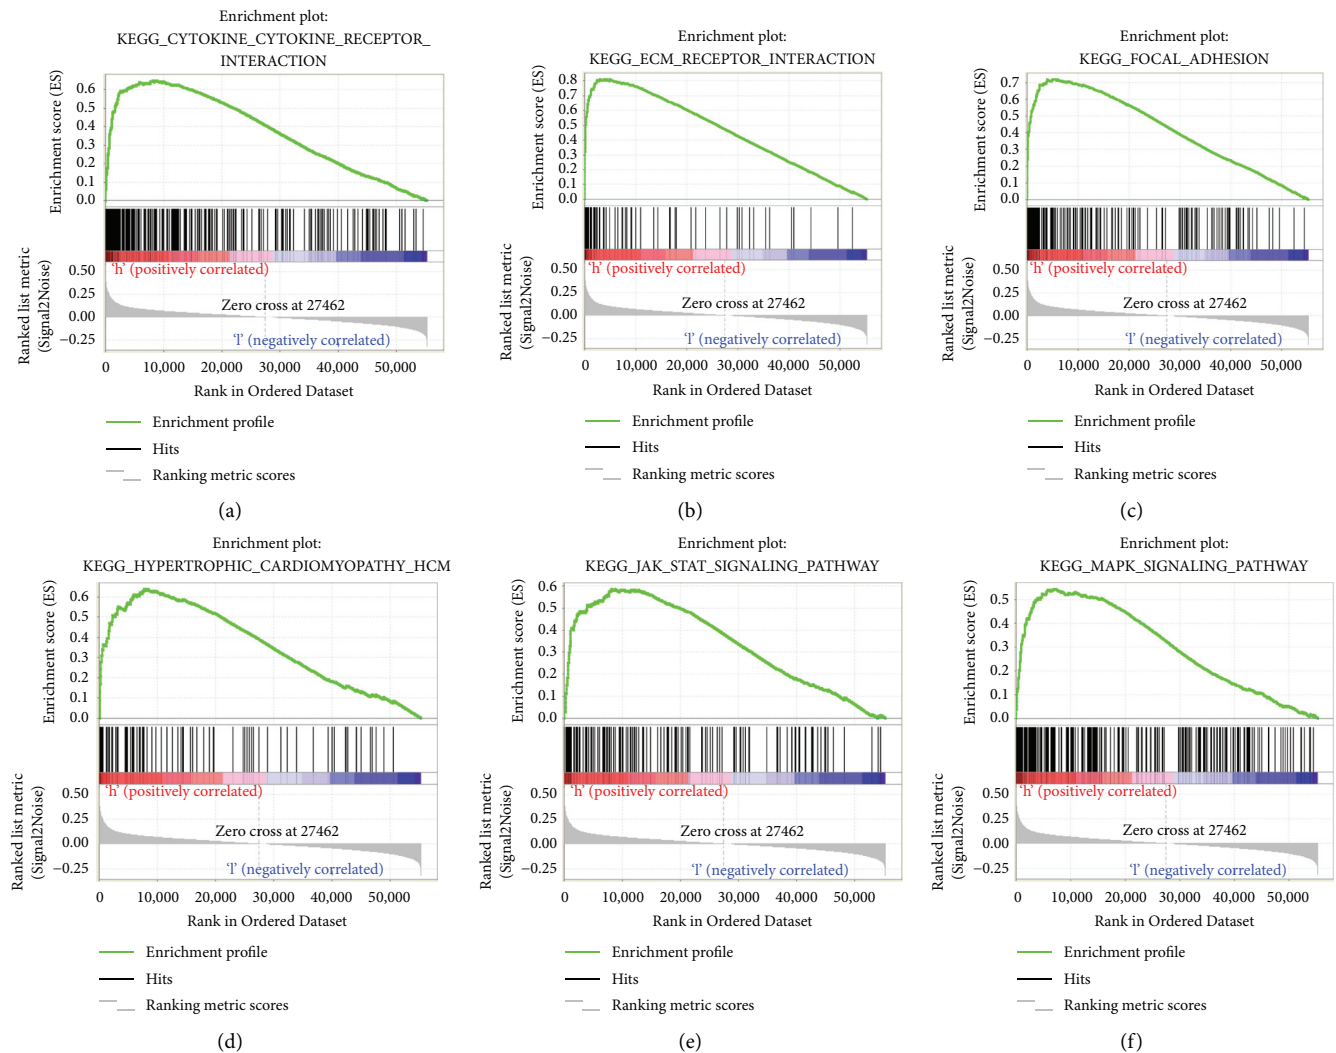 Enrichment plot:
KEGG_CYTOKINE_CYTOKINE_RECEPTOR_
INTERACTION
Enrichment score (ES)
0.6
0.5
0.4
0.3
0.2
0.1
0.0
'h' (positively correlated)
Ranked list metric
(Signal2Noise)
0.50
0.25
0.00
−0.25
Zero cross at 27462
'l' (negatively correlated)
0 10,000 20,000 30,000 40,000 50,000
Rank in Ordered Dataset
Enrichment profile
Hits
Ranking metric scores
(a)
Enrichment plot:
KEGG_ECM_RECEPTOR_INTERACTION
Enrichment score (ES)
0.8
0.7
0.6
0.5
0.4
0.3
0.2
0.1
0.0
'h' (positively correlated)
Ranked list metric
(Signal2Noise)
0.50
0.25
0.00
−0.25
Zero cross at 27462
'l' (negatively correlated)
0 10,000 20,000 30,000 40,000 50,000
Rank in Ordered Dataset
Enrichment profile
Hits
Ranking metric scores
(b)
Enrichment plot:
KEGG_FOCAL_ADHESION
Enrichment score (ES)
0.7
0.6
0.5
0.4
0.3
0.2
0.1
0.0
'h' (positively correlated)
Ranked list metric
(Signal2Noise)
0.50
0.25
0.00
−0.25
Zero cross at 27462
'l' (negatively correlated)
0 10,000 20,000 30,000 40,000 50,000
Rank in Ordered Dataset
Enrichment profile
Hits
Ranking metric scores
(c)
Enrichment plot:
KEGG_HYPERTROPHIC_CARDIOMYOPATHY_HCM
Enrichment score (ES)
0.6
0.5
0.4
0.3
0.2
0.1
0.0
'h' (positively correlated)
Ranked list metric
(Signal2Noise)
0.50
0.25
0.00
−0.25
Zero cross at 27462
'l' (negatively correlated)
0 10,000 20,000 30,000 40,000 50,000
Rank in Ordered Dataset
Enrichment profile
Hits
Ranking metric scores
(d)
Enrichment plot:
KEGG_JAK_STAT_SIGNALING_PATHWAY
Enrichment score (ES)
0.6
0.5
0.4
0.3
0.2
0.1
0.0
'h' (positively correlated)
Ranked list metric
(Signal2Noise)
0.50
0.25
0.00
−0.25
Zero cross at 27462
'l' (negatively correlated)
0 10,000 20,000 30,000 40,000 50,000
Rank in Ordered Dataset
Enrichment profile
Hits
Ranking metric scores
(e)
Enrichment plot:
KEGG_MAPK_SIGNALING_PATHWAY
Enrichment score (ES)
0.5
0.4
0.3
0.2
0.1
0.0
'h' (positively correlated)
Ranked list metric
(Signal2Noise)
0.50
0.25
0.00
−0.25
Zero cross at 27462
'l' (negatively correlated)
0 10,000 20,000 30,000 40,000 50,000
Rank in Ordered Dataset
Enrichment profile
Hits
Ranking metric scores
(f)